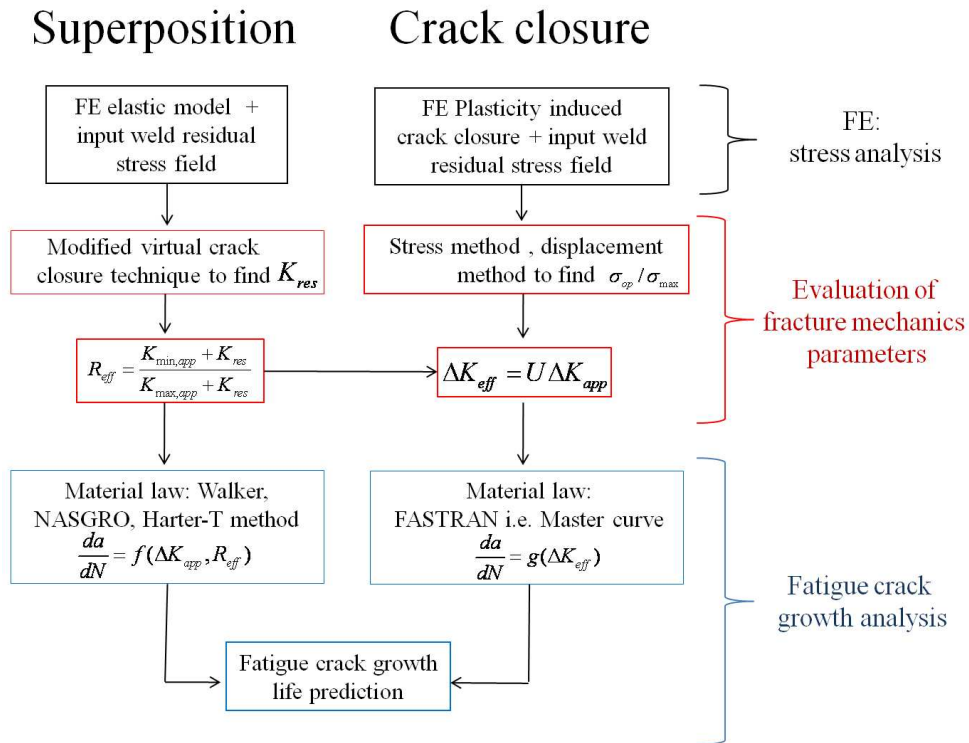 Superposition
Crack closure
FE elastic model +
input weld residual
stress field
FE Plasticity induced
crack closure + input weld
residual stress field
FE:
stress analysis
Modified virtual crack
closure technique to find K_res
Stress method , displacement
method to find σ_op / σ_max
Evaluation of
fracture mechanics
parameters
R_eff = (K_min,app + K_res) / (K_max,app + K_res)
ΔK_eff = U ΔK_app
Material law: Walker,
NASGRO, Harter-T method
da/dN = f(ΔK_app, R_eff)
Material law:
FASTRAN i.e. Master curve
da/dN = g(ΔK_eff)
Fatigue crack
growth analysis
Fatigue crack growth
life prediction